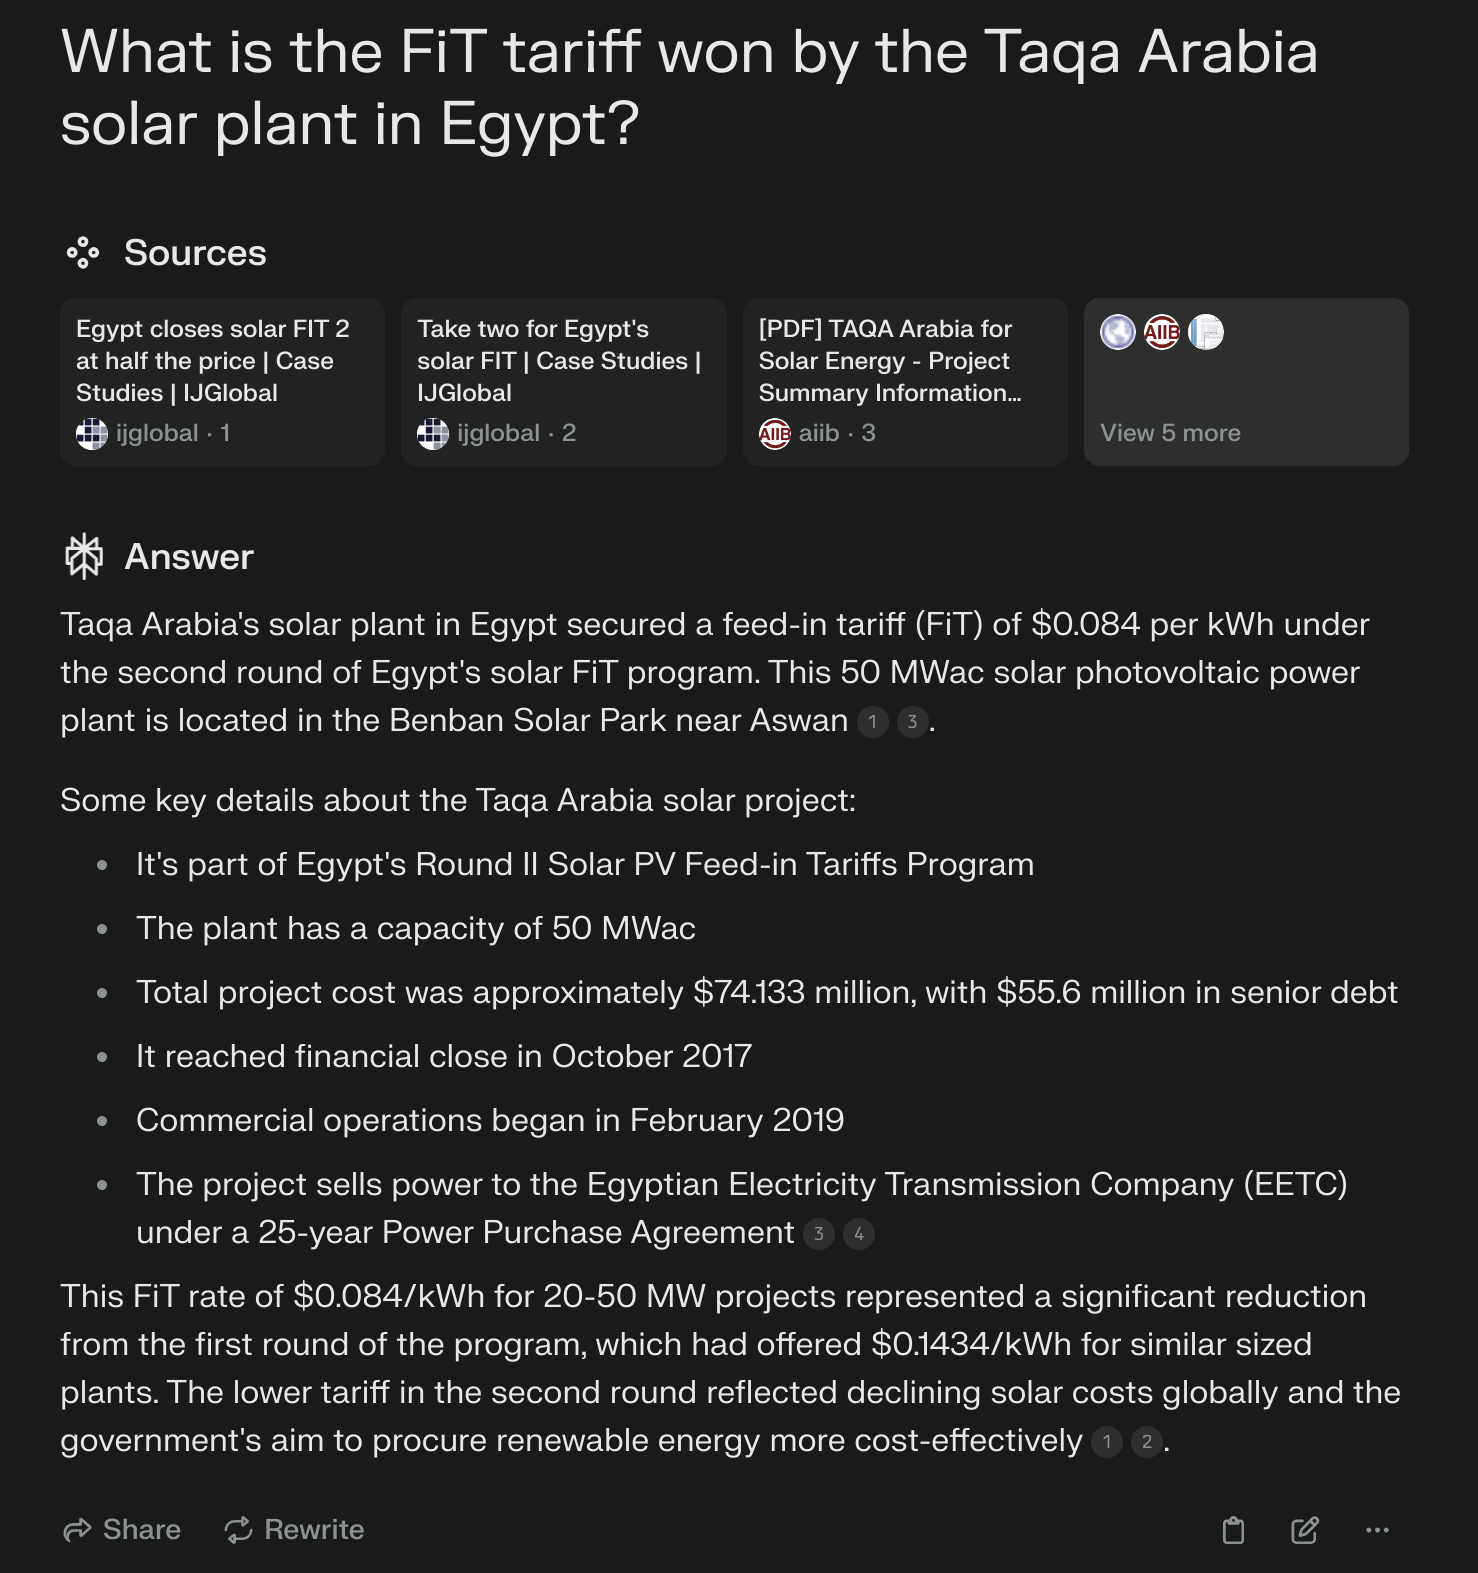 What is the FiT tariff won by the Taqa Arabia
solar plant in Egypt?
Sources
Egypt closes solar FIT 2
at half the price | Case
Studies | IJGlobal
ijglobal · 1
Take two for Egypt's
solar FIT | Case Studies |
IJGlobal
ijglobal · 2
[PDF] TAQA Arabia for
Solar Energy - Project
Summary Information...
AIIB
aiib · 3
AIIB
View 5 more
Answer
Taqa Arabia's solar plant in Egypt secured a feed-in tariff (FiT) of $0.084 per kWh under
the second round of Egypt's solar FiT program. This 50 MWac solar photovoltaic power
plant is located in the Benban Solar Park near Aswan 1 3.
Some key details about the Taqa Arabia solar project:
• It's part of Egypt's Round II Solar PV Feed-in Tariffs Program
• The plant has a capacity of 50 MWac
• Total project cost was approximately $74.133 million, with $55.6 million in senior debt
• It reached financial close in October 2017
• Commercial operations began in February 2019
• The project sells power to the Egyptian Electricity Transmission Company (EETC)
under a 25-year Power Purchase Agreement 3 4
This FiT rate of $0.084/kWh for 20-50 MW projects represented a significant reduction
from the first round of the program, which had offered $0.1434/kWh for similar sized
plants. The lower tariff in the second round reflected declining solar costs globally and the
government's aim to procure renewable energy more cost-effectively 1 2.
Share
Rewrite